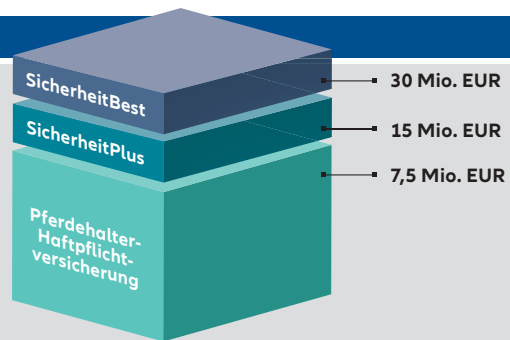 SicherheitBest
30 Mio. EUR
SicherheitPlus
15 Mio. EUR
7,5 Mio. EUR
Pferdehalter-
Haftpflicht-
versicherung